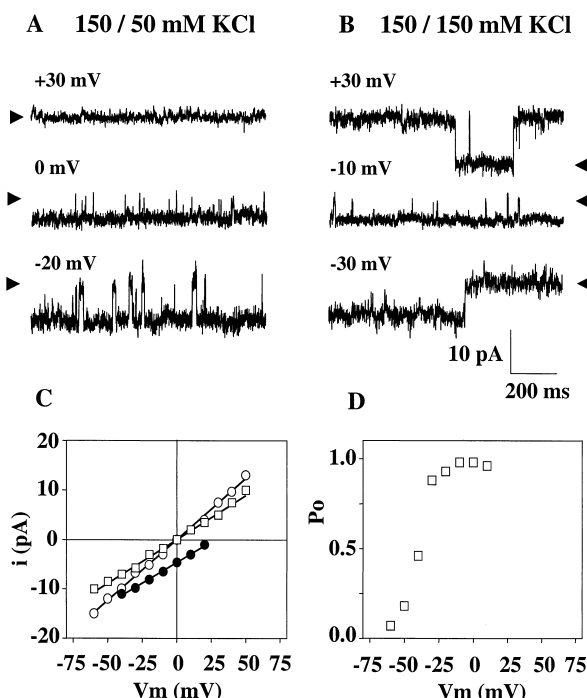 A 150 / 50 mM KCl
B 150 / 150 mM KCl
+30 mV
0 mV
-20 mV
+30 mV
-10 mV
-30 mV
10 pA
200 ms
C
20
10
0
-10
-20
i (pA)
-75 -50 -25 0 25 50 75
Vm (mV)
D
1.0
0.5
0.0
Po
-75 -50 -25 0 25 50 75
Vm (mV)